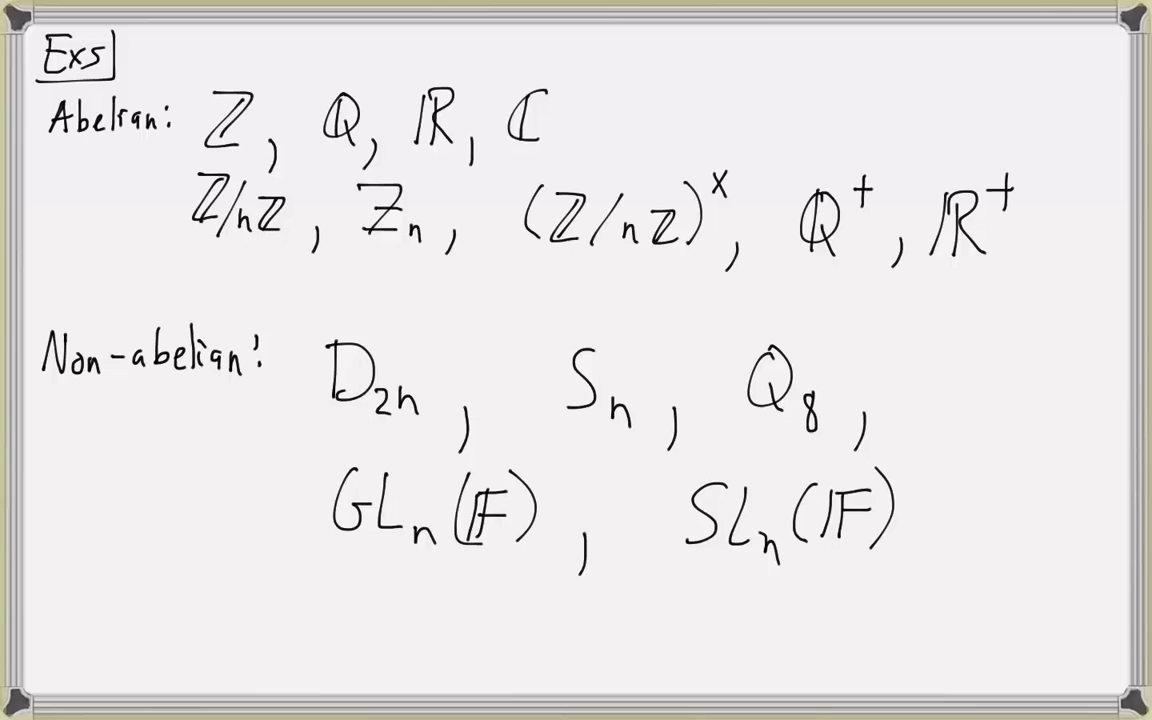 Exs
Abelian: ℤ, ℚ, ℝ, ℂ
ℤ/nℤ, Zₙ, (ℤ/nℤ)ˣ, ℚ⁺, ℝ⁺
Non-abelian: D₂ₙ, Sₙ, Q₈,
GLₙ(𝔽), SLₙ(𝔽)